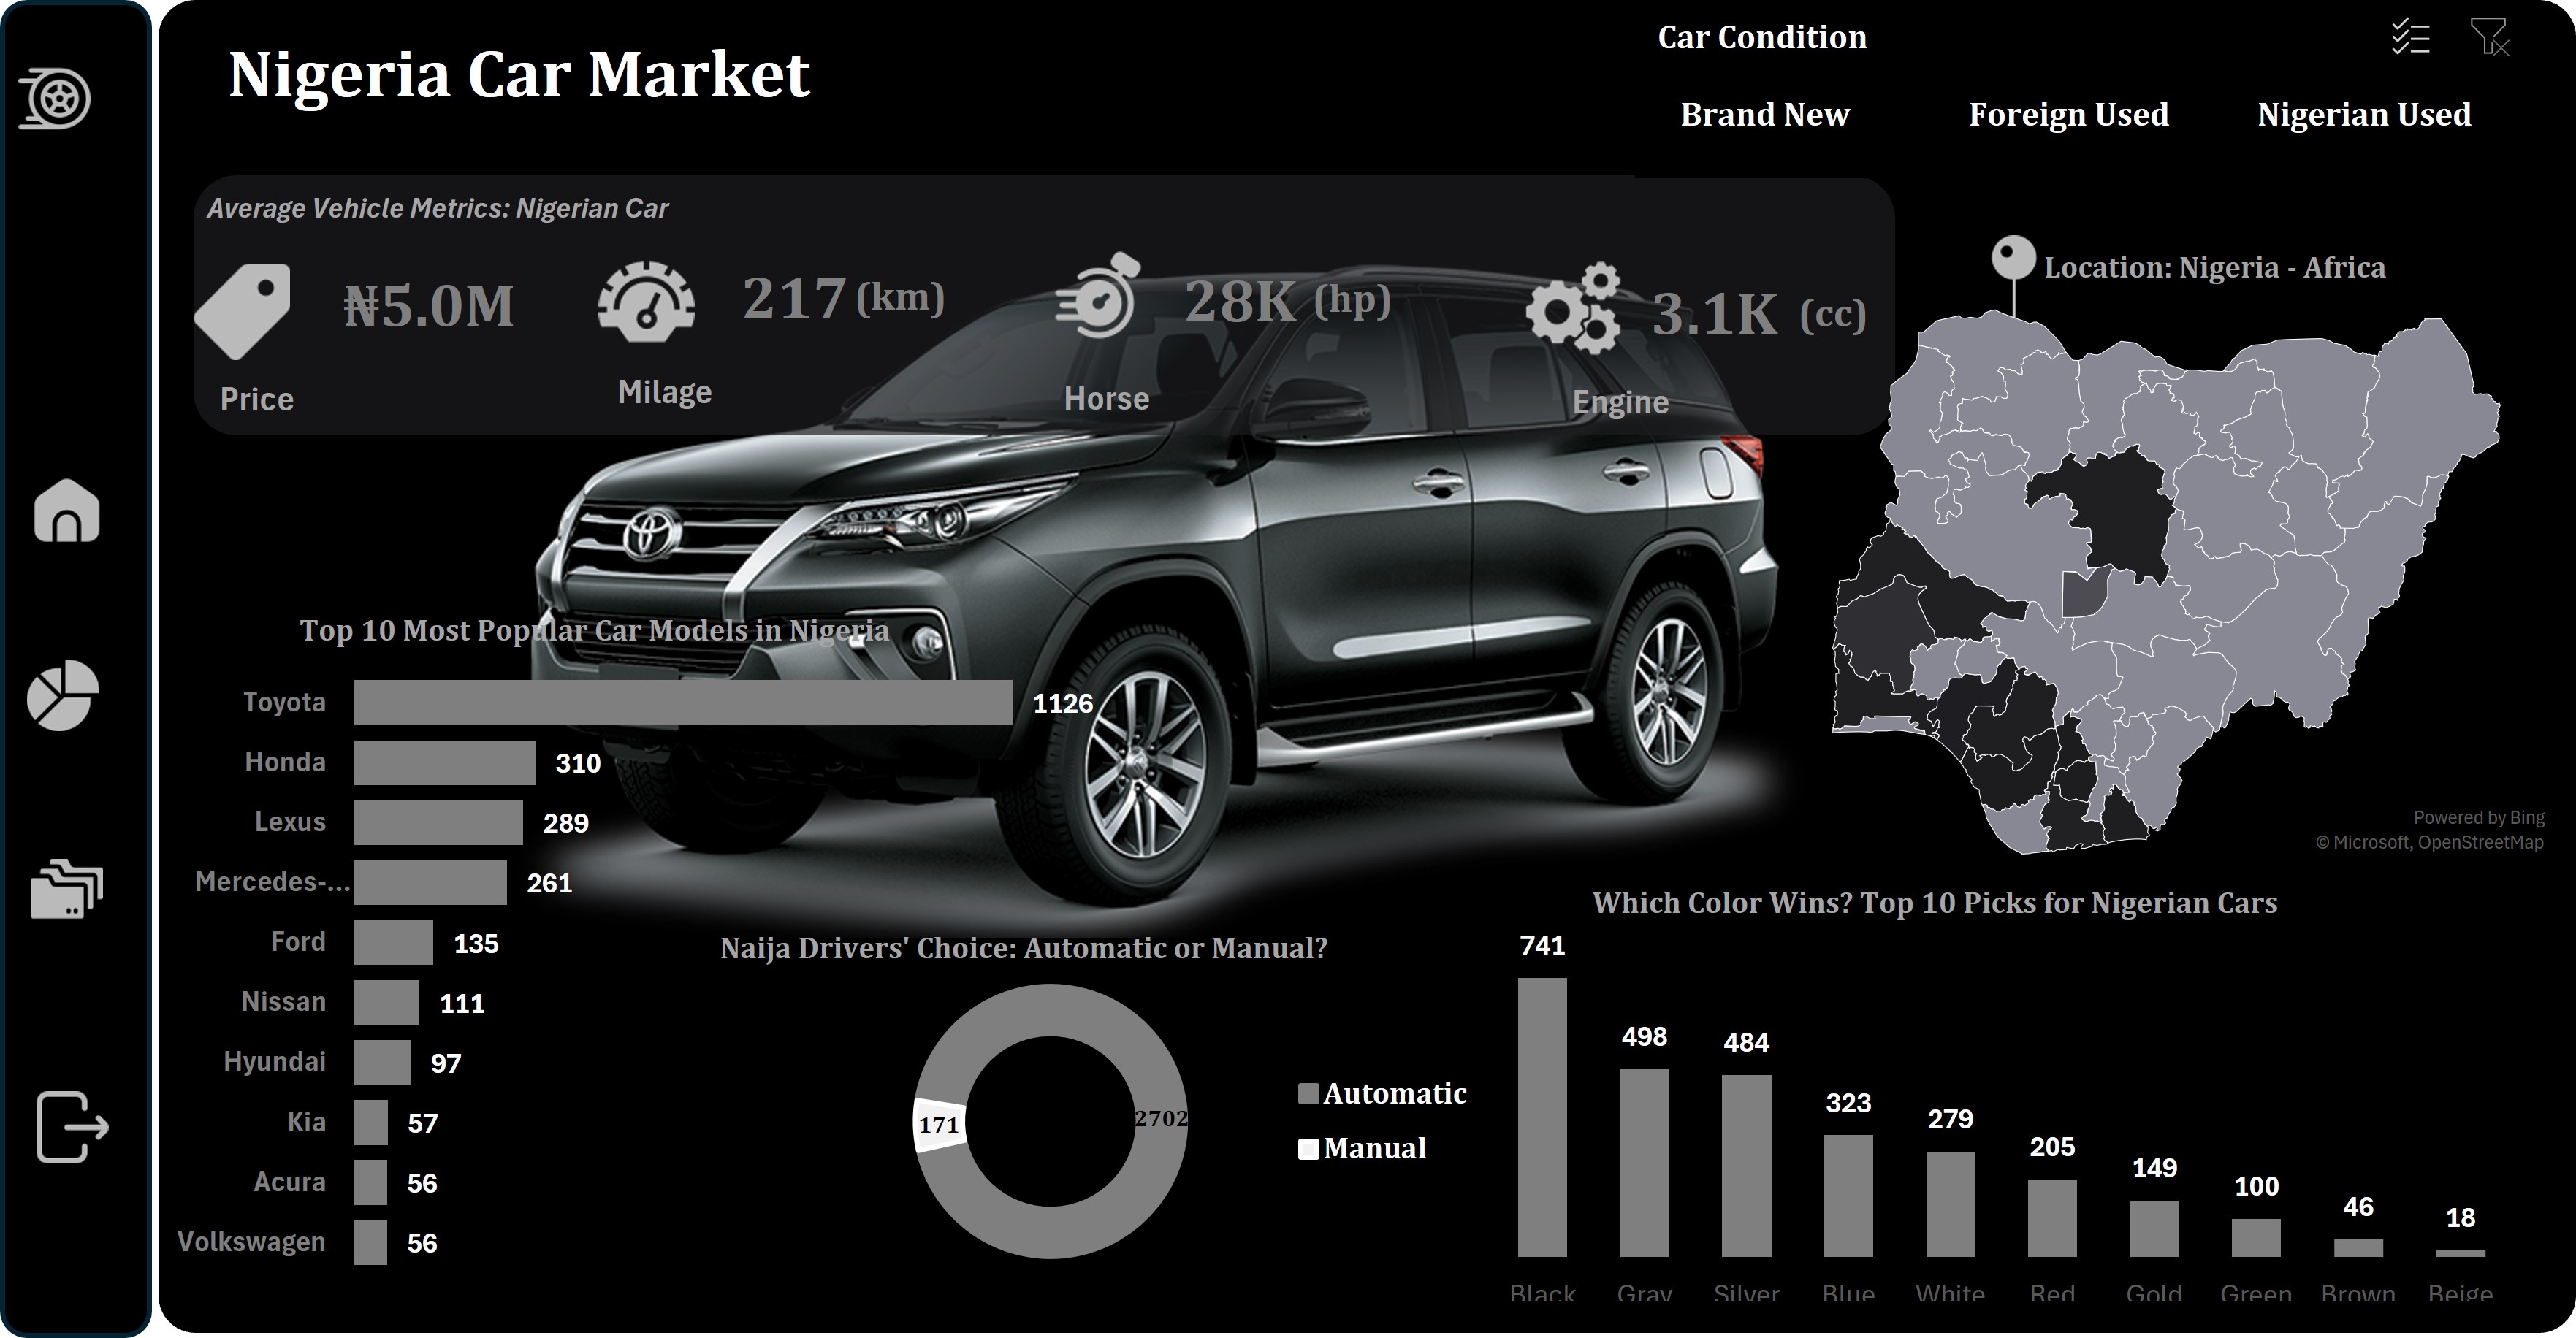 Nigeria Car Market
Car Condition
Brand New
Foreign Used
Nigerian Used
Average Vehicle Metrics: Nigerian Car
₦5.0M
217 (km)
28K (hp)
3.1K (cc)
Price
Milage
Horse
Engine
Location: Nigeria - Africa
Powered by Bing
© Microsoft, OpenStreetMap
Top 10 Most Popular Car Models in Nigeria
Toyota 1126
Honda 310
Lexus 289
Mercedes-... 261
Ford 135
Nissan 111
Hyundai 97
Kia 57
Acura 56
Volkswagen 56
Naija Drivers' Choice: Automatic or Manual?
171
2702
Automatic
Manual
Which Color Wins? Top 10 Picks for Nigerian Cars
741
498
484
323
279
205
149
100
46
18
Black Gray Silver Blue White Red Gold Green Brown Beige